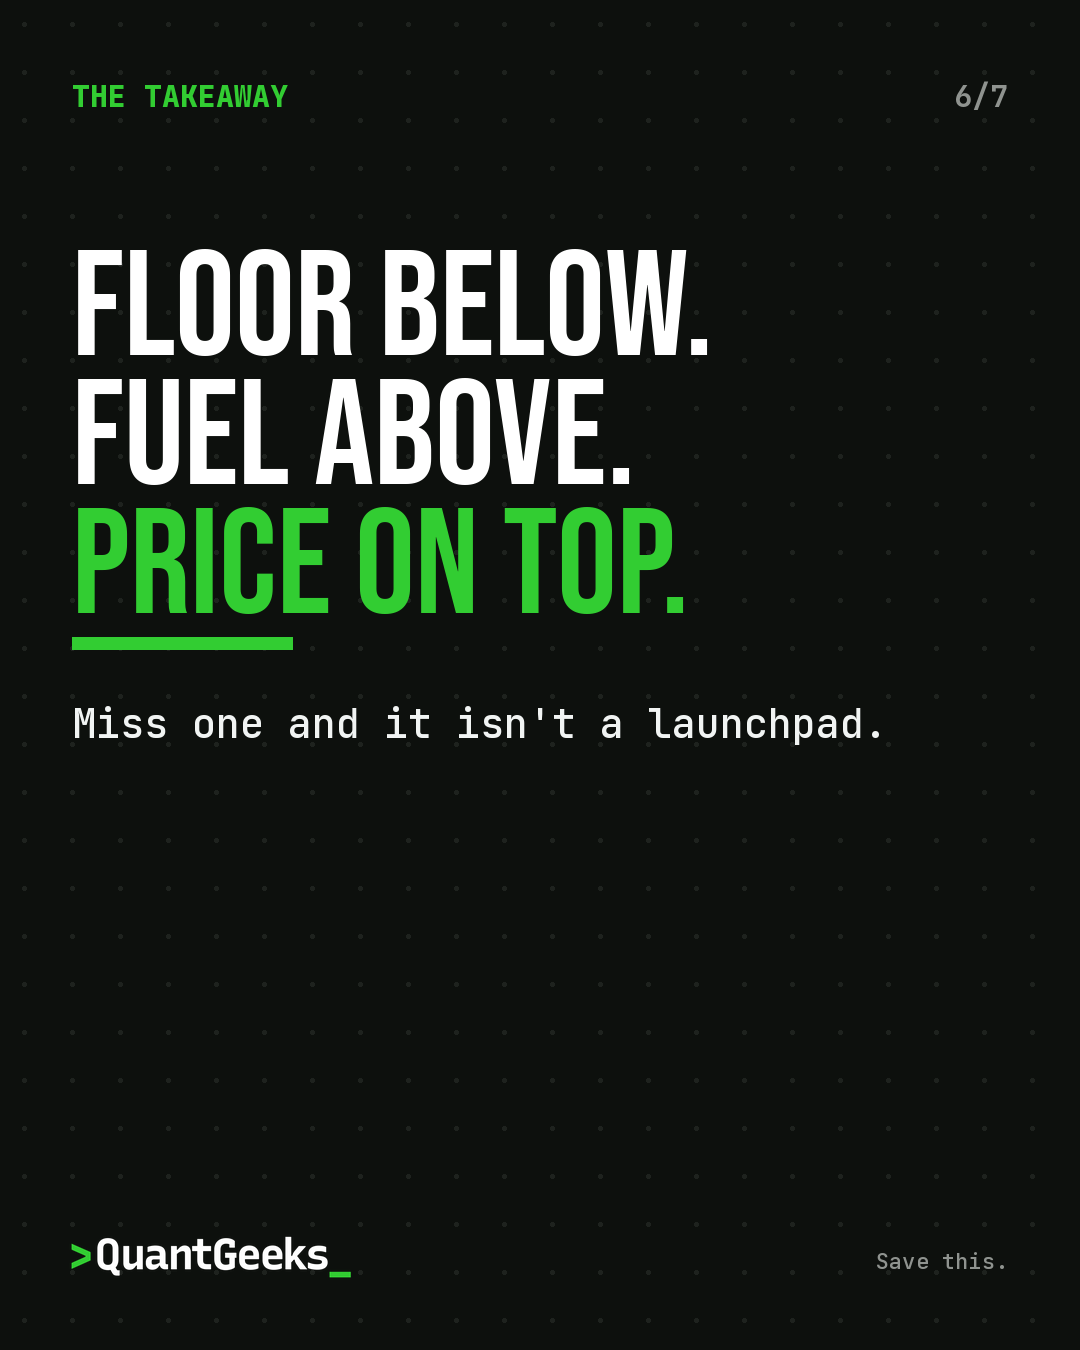 THE TAKEAWAY
6/7
FLOOR BELOW.
FUEL ABOVE.
PRICE ON TOP.
Miss one and it isn't a launchpad.
>QuantGeeks_
Save this.